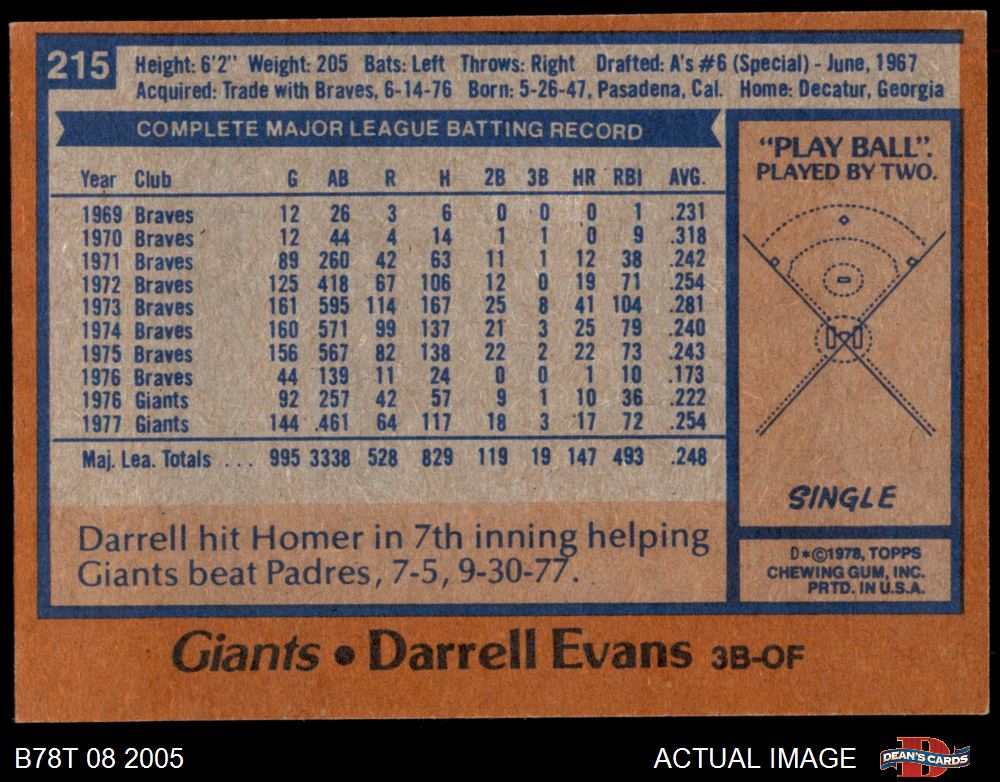 215
Height: 6'2" Weight: 205 Bats: Left Throws: Right Drafted: A's #6 (Special) - June, 1967
Acquired: Trade with Braves, 6-14-76 Born: 5-26-47, Pasadena, Cal. Home: Decatur, Georgia
COMPLETE MAJOR LEAGUE BATTING RECORD
Year Club G AB R H 2B 3B HR RBI AVG.
1969 Braves 12 26 3 6 0 0 0 1 .231
1970 Braves 12 44 4 14 1 1 0 9 .318
1971 Braves 89 260 42 63 11 1 12 38 .242
1972 Braves 125 418 67 106 12 0 19 71 .254
1973 Braves 161 595 114 167 25 8 41 104 .281
1974 Braves 160 571 99 137 21 3 25 79 .240
1975 Braves 156 567 82 138 22 2 22 73 .243
1976 Braves 44 139 11 24 0 0 1 10 .173
1976 Giants 92 257 42 57 9 1 10 36 .222
1977 Giants 144 .461 64 117 18 3 17 72 .254
Maj. Lea. Totals ... 995 3338 528 829 119 19 147 493 .248
Darrell hit Homer in 7th inning helping
Giants beat Padres, 7-5, 9-30-77.
"PLAY BALL".
PLAYED BY TWO.
SINGLE
D*©1978, TOPPS
CHEWING GUM, INC.
PRTD. IN U.S.A.
Giants • Darrell Evans 3B-OF
B78T 08 2005
ACTUAL IMAGE
DEAN'S CARDS